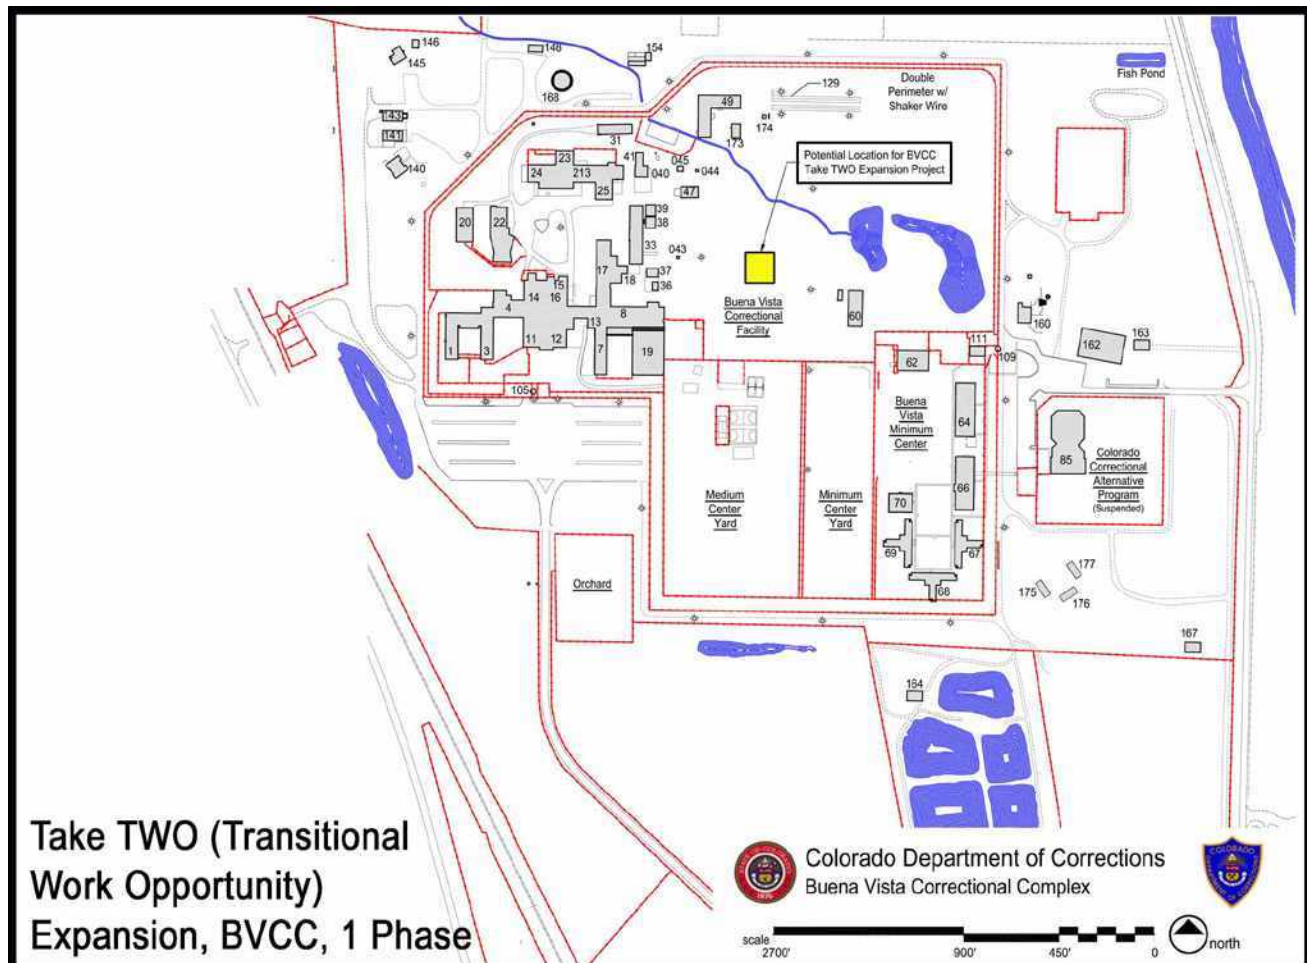 146
145
148
154
168
Fish Pond
Double
Perimeter w/
Shaker Wire
129
49
174
173
143
141
140
31
23
24
213
25
41
040
045
044
47
Potential Location for BVCC
Take TWO Expansion Project
20
22
39
38
33
043
17
18
37
36
15
14
16
4
8
13
11
12
1
3
7
19
Buena Vista
Correctional
Facility
60
160
163
162
111
109
62
105
Buena
Vista
Minimum
Center
64
85
Colorado
Correctional
Alternative
Program
(Suspended)
66
70
Medium
Center
Yard
Minimum
Center
Yard
69
67
68
Orchard
177
175
176
167
164
Take TWO (Transitional
Work Opportunity)
Expansion, BVCC, 1 Phase
Colorado Department of Corrections
Buena Vista Correctional Complex
scale
2700'
900'
450'
0
north